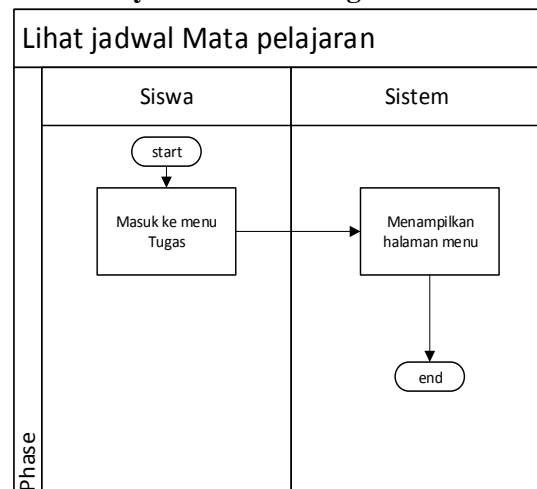 Lihat jadwal Mata pelajaran
Siswa
Sistem
start
Masuk ke menu
Tugas
Menampilkan
halaman menu
end
Phase